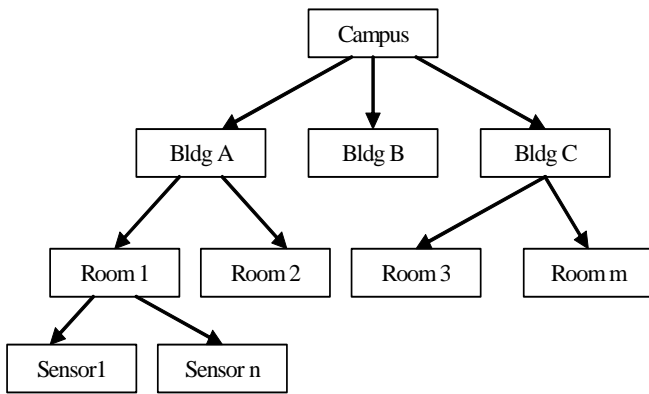 Campus
Bldg A
Bldg B
Bldg C
Room 1
Room 2
Room 3
Room m
Sensor1
Sensor n